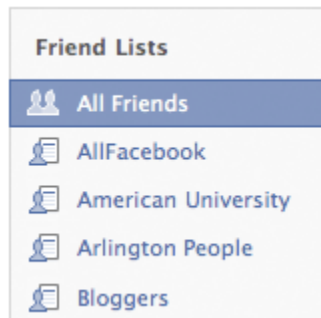 Friend Lists
All Friends
AllFacebook
American University
Arlington People
Bloggers